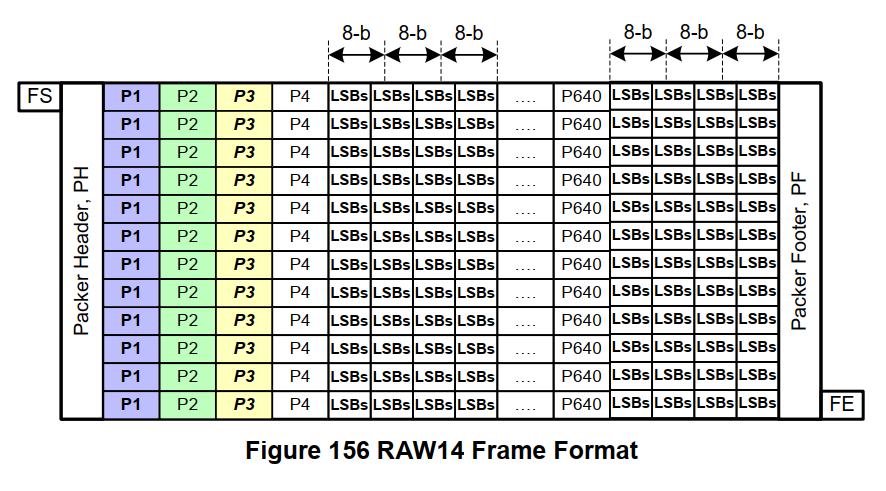 8-b 8-b 8-b 8-b 8-b 8-b
FS P1 P2 P3 P4 LSBs LSBs LSBs LSBs .... P640 LSBs LSBs LSBs LSBs
P1 P2 P3 P4 LSBs LSBs LSBs LSBs .... P640 LSBs LSBs LSBs LSBs
P1 P2 P3 P4 LSBs LSBs LSBs LSBs .... P640 LSBs LSBs LSBs LSBs
P1 P2 P3 P4 LSBs LSBs LSBs LSBs .... P640 LSBs LSBs LSBs LSBs
P1 P2 P3 P4 LSBs LSBs LSBs LSBs .... P640 LSBs LSBs LSBs LSBs
P1 P2 P3 P4 LSBs LSBs LSBs LSBs .... P640 LSBs LSBs LSBs LSBs
P1 P2 P3 P4 LSBs LSBs LSBs LSBs .... P640 LSBs LSBs LSBs LSBs
P1 P2 P3 P4 LSBs LSBs LSBs LSBs .... P640 LSBs LSBs LSBs LSBs
P1 P2 P3 P4 LSBs LSBs LSBs LSBs .... P640 LSBs LSBs LSBs LSBs
P1 P2 P3 P4 LSBs LSBs LSBs LSBs .... P640 LSBs LSBs LSBs LSBs
P1 P2 P3 P4 LSBs LSBs LSBs LSBs .... P640 LSBs LSBs LSBs LSBs
P1 P2 P3 P4 LSBs LSBs LSBs LSBs .... P640 LSBs LSBs LSBs LSBs FE
Packer Header, PH
Packer Footer, PF
Figure 156 RAW14 Frame Format